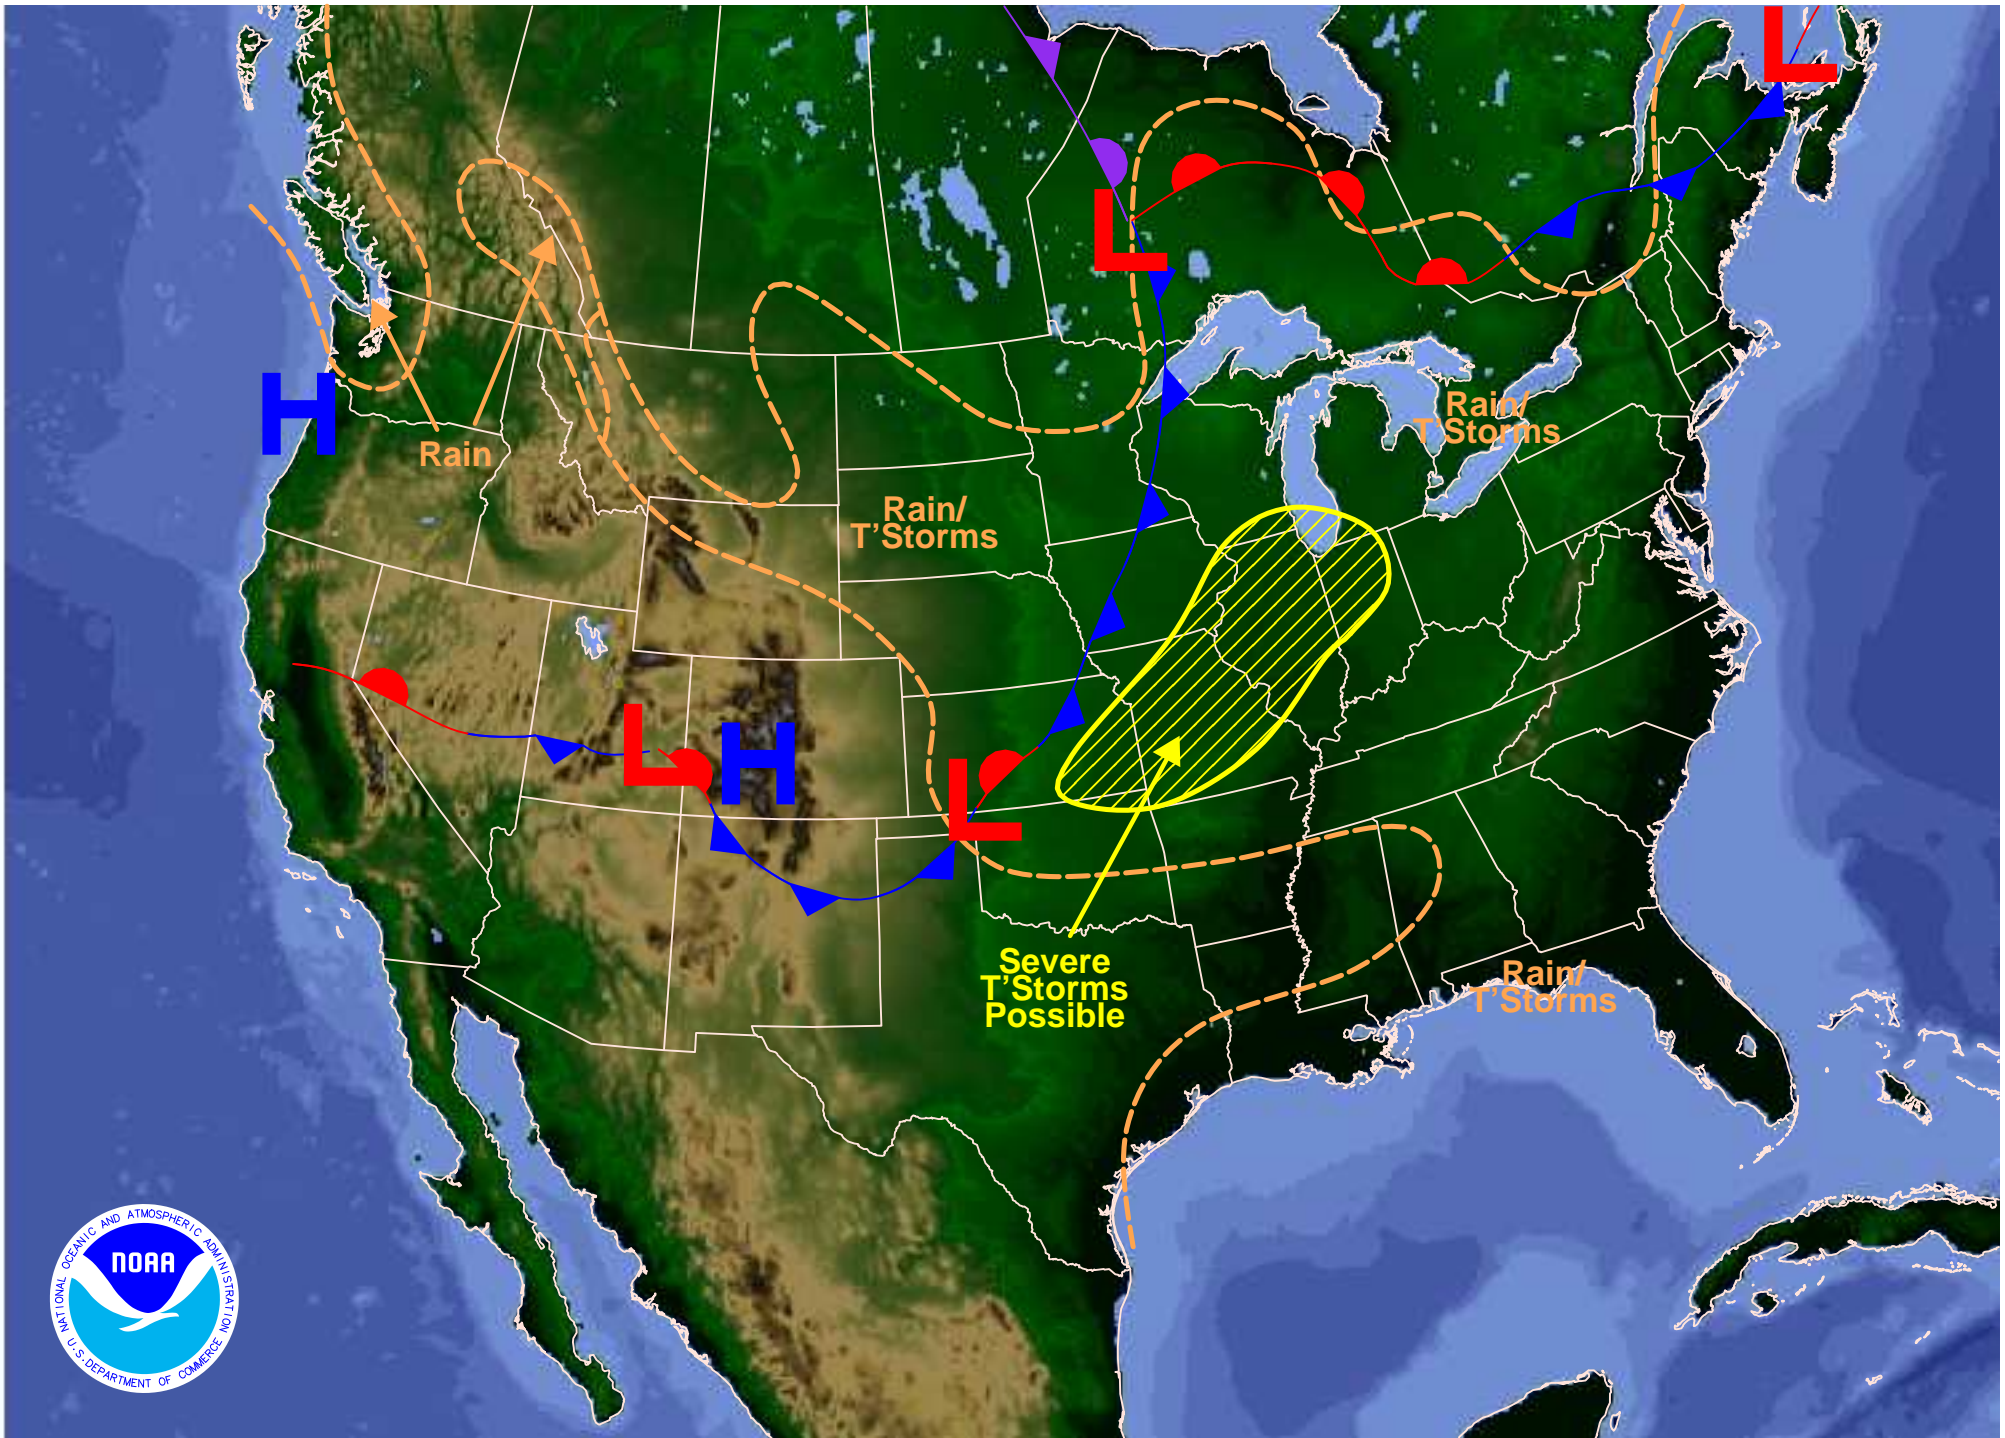 L
L
Rain/
T'Storms
H
Rain
Rain/
T'Storms
L
H
L
Severe
T'Storms
Possible
Rain/
T'Storms
NATIONAL OCEANIC AND ATMOSPHERIC ADMINISTRATION
NOAA
U.S. DEPARTMENT OF COMMERCE